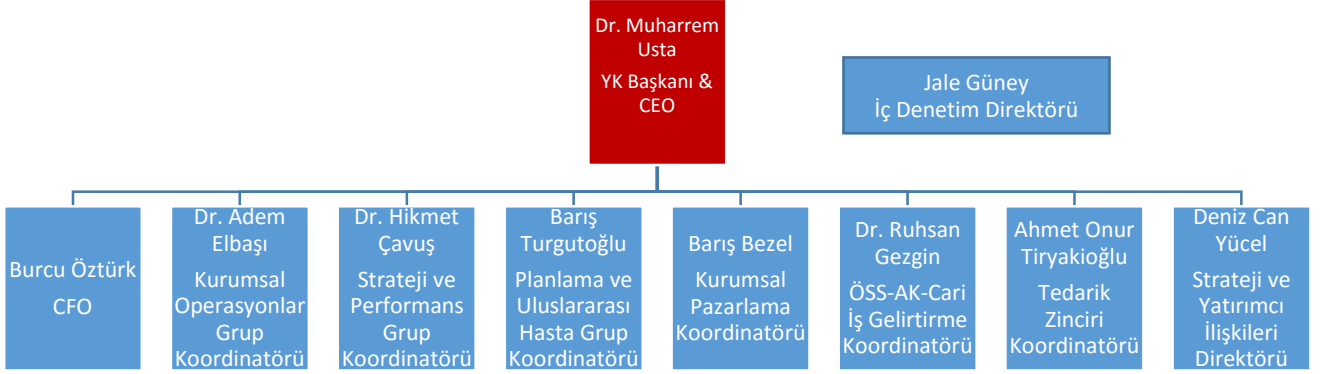 Dr. Muharrem
Usta
YK Başkanı &
CEO
Jale Güney
İç Denetim Direktörü
Burcu Öztürk
CFO
Dr. Adem
Elbaşı
Kurumsal
Operasyonlar
Grup
Koordinatörü
Dr. Hikmet
Çavuş
Strateji ve
Performans
Grup
Koordinatörü
Barış
Turgutoğlu
Planlama ve
Uluslararası
Hasta Grup
Koordinatörü
Barış Bezel
Kurumsal
Pazarlama
Koordinatörü
Dr. Ruhsan
Gezgin
ÖSS-AK-Cari
İş Gelirtirme
Koordinatörü
Ahmet Onur
Tiryakioğlu
Tedarik
Zinciri
Koordinatörü
Deniz Can
Yücel
Strateji ve
Yatırımcı
İlişkileri
Direktörü